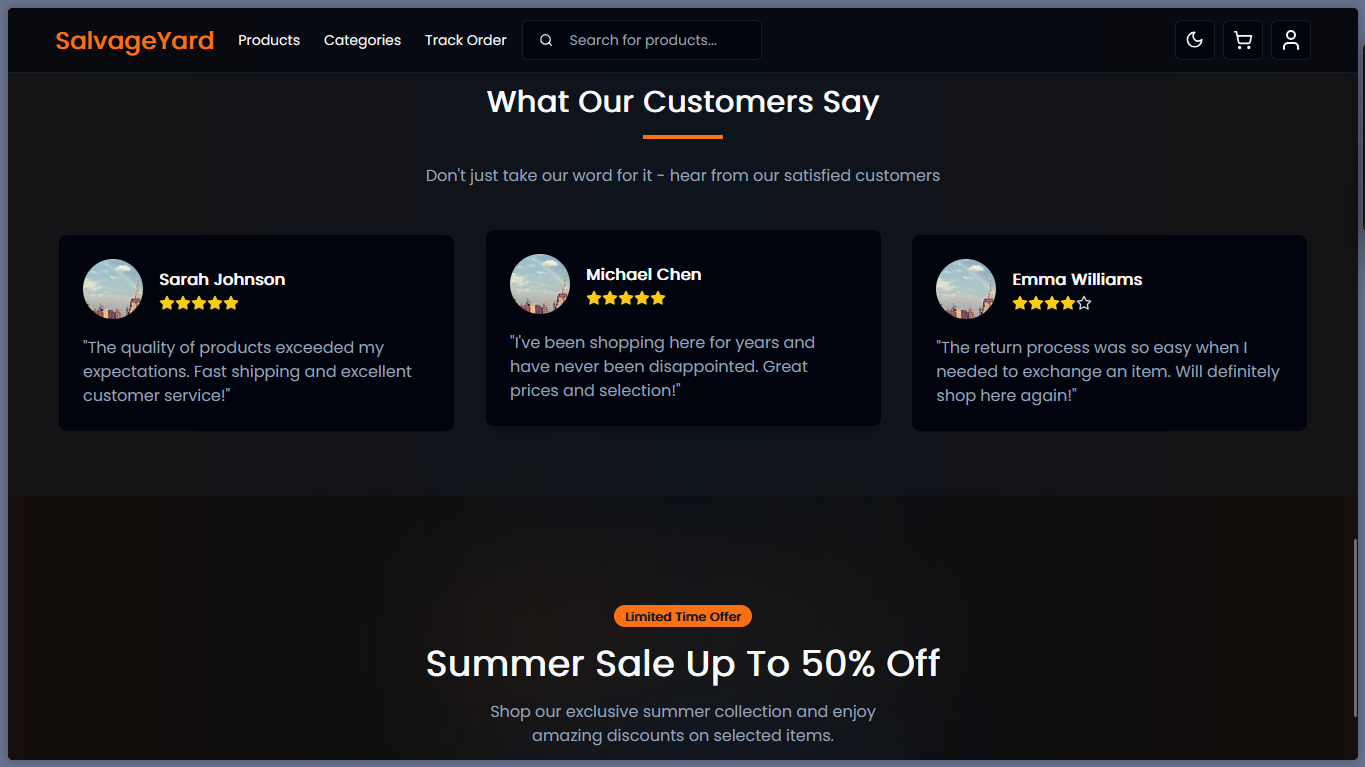 SalvageYard Products Categories Track Order Search for products...
What Our Customers Say
Don't just take our word for it - hear from our satisfied customers
Sarah Johnson
"The quality of products exceeded my
expectations. Fast shipping and excellent
customer service!"
Michael Chen
"I've been shopping here for years and
have never been disappointed. Great
prices and selection!"
Emma Williams
"The return process was so easy when I
needed to exchange an item. Will definitely
shop here again!"
Limited Time Offer
Summer Sale Up To 50% Off
Shop our exclusive summer collection and enjoy
amazing discounts on selected items.